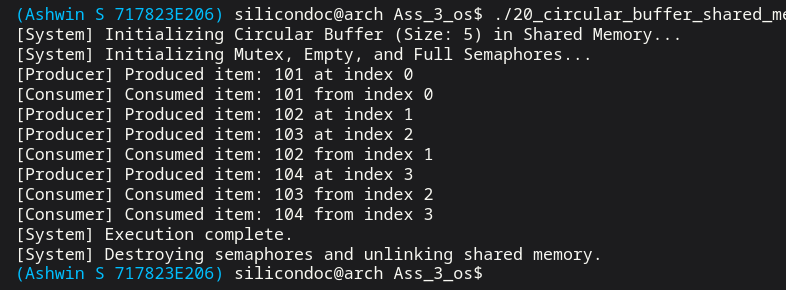 (Ashwin S 717823E206) silicondoc@arch Ass_3_os$ ./20_circular_buffer_shared_me
[System] Initializing Circular Buffer (Size: 5) in Shared Memory...
[System] Initializing Mutex, Empty, and Full Semaphores...
[Producer] Produced item: 101 at index 0
[Consumer] Consumed item: 101 from index 0
[Producer] Produced item: 102 at index 1
[Producer] Produced item: 103 at index 2
[Consumer] Consumed item: 102 from index 1
[Producer] Produced item: 104 at index 3
[Consumer] Consumed item: 103 from index 2
[Consumer] Consumed item: 104 from index 3
[System] Execution complete.
[System] Destroying semaphores and unlinking shared memory.
(Ashwin S 717823E206) silicondoc@arch Ass_3_os$